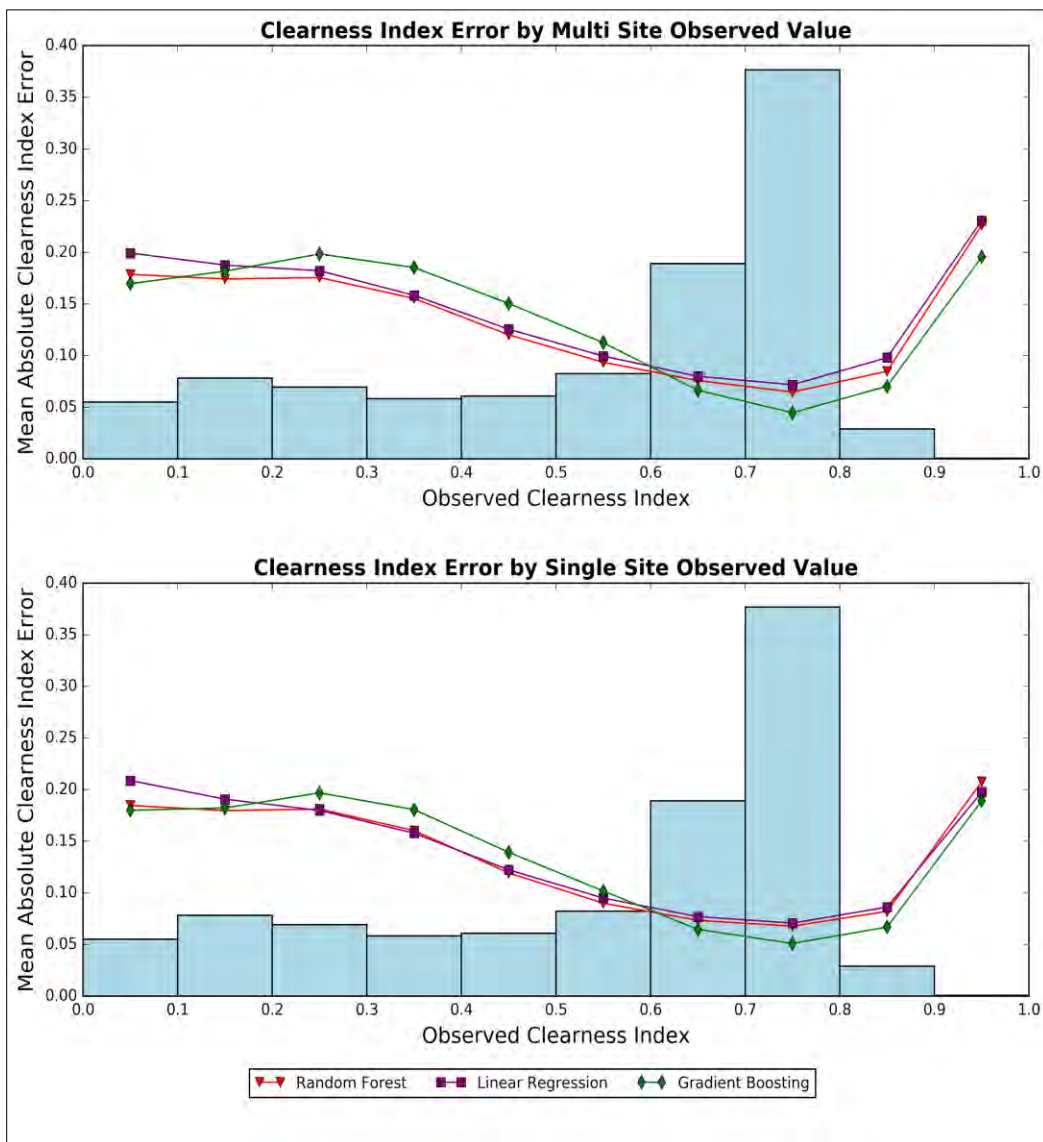 Clearness Index Error by Multi Site Observed Value
Mean Absolute Clearness Index Error
0.40
0.35
0.30
0.25
0.20
0.15
0.10
0.05
0.00
0.0 0.1 0.2 0.3 0.4 0.5 0.6 0.7 0.8 0.9 1.0
Observed Clearness Index
Clearness Index Error by Single Site Observed Value
Mean Absolute Clearness Index Error
0.40
0.35
0.30
0.25
0.20
0.15
0.10
0.05
0.00
0.0 0.1 0.2 0.3 0.4 0.5 0.6 0.7 0.8 0.9 1.0
Observed Clearness Index
Random Forest Linear Regression Gradient Boosting